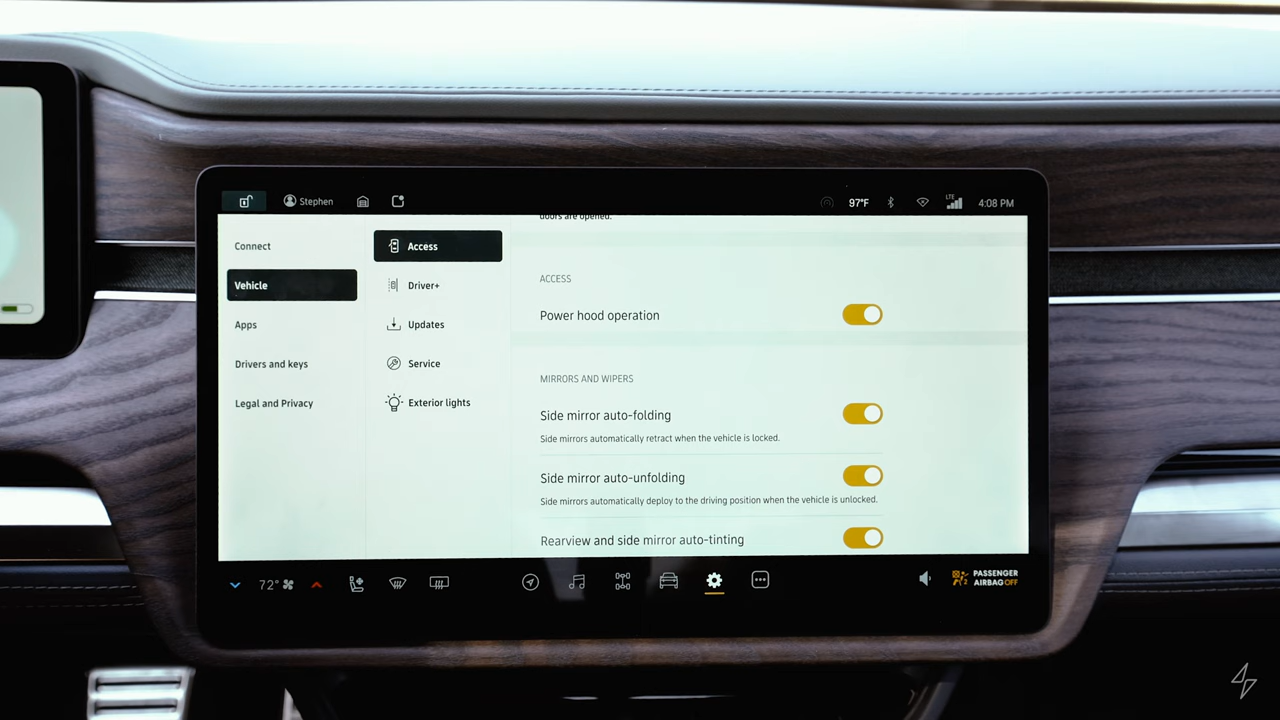 Stephen
97°F
LTE
4:08 PM
Connect
Vehicle
Apps
Drivers and keys
Legal and Privacy
Access
Driver+
Updates
Service
Exterior lights
doors are opened.
ACCESS
Power hood operation
MIRRORS AND WIPERS
Side mirror auto-folding
Side mirrors automatically retract when the vehicle is locked.
Side mirror auto-unfolding
Side mirrors automatically deploy to the driving position when the vehicle is unlocked.
Rearview and side mirror auto-tinting
72°
PASSENGER
AIRBAG OFF